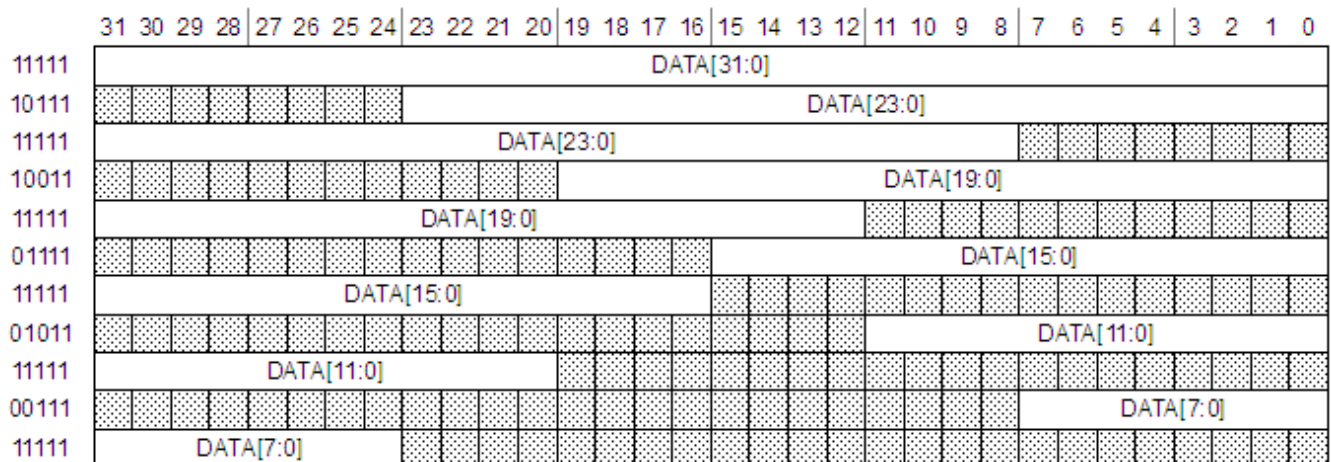 31 30 29 28 27 26 25 24 23 22 21 20 19 18 17 16 15 14 13 12 11 10 9 8 7 6 5 4 3 2 1 0
11111 DATA[31:0]
10111 DATA[23:0]
11111 DATA[23:0]
10011 DATA[19:0]
11111 DATA[19:0]
01111 DATA[15:0]
11111 DATA[15:0]
01011 DATA[11:0]
11111 DATA[11:0]
00111 DATA[7:0]
11111 DATA[7:0]